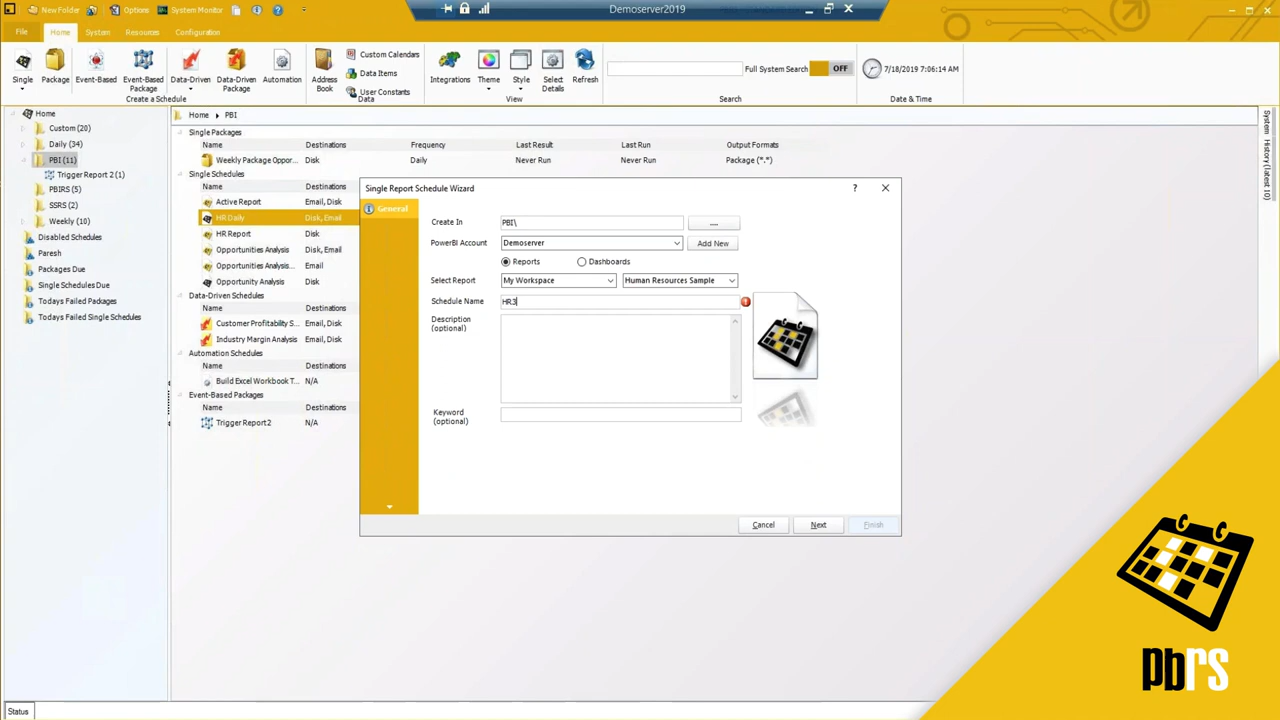 New Folder
Options
System Monitor
Demoserver2019
File
Home
System
Resources
Configuration
Single
Package
Event-Based
Event-Based
Package
Data-Driven
Data-Driven
Package
Automation
Create a Schedule
Address
Book
Custom Calendars
Data Items
User Constants
Data
Integrations
Theme
Style
Select
Details
Refresh
View
Full System Search
OFF
Search
7/18/2019 7:06:14 AM
Date & Time
Home
Custom (20)
Daily (34)
PBI (11)
Trigger Report 2 (1)
PBIRS (5)
SSRS (2)
Weekly (10)
Disabled Schedules
Paresh
Packages Due
Single Schedules Due
Todays Failed Packages
Todays Failed Single Schedules
Home PBI
Single Packages
Name Destinations Frequency Last Result Last Run Output Formats
Weekly Package Oppor... Disk Daily Never Run Never Run Package (*.*)
Single Schedules
Name Destinations
Active Report Email, Disk
HR Daily Disk, Email
HR Report Disk
Opportunities Analysis Disk, Email
Opportunities Analysis... Email
Opportunity Analysis Disk
Data-Driven Schedules
Name Destinations
Customer Profitability S... Email, Disk
Industry Margin Analysis Email, Disk
Automation Schedules
Name Destinations
Build Excel Workbook T... N/A
Event-Based Packages
Name Destinations
Trigger Report2 N/A
Single Report Schedule Wizard
?
General
Create In PBI\ ....
PowerBI Account Demoserver Add New
Reports Dashboards
Select Report My Workspace Human Resources Sample
Schedule Name HR3
Description
(optional)
Keyword
(optional)
Cancel Next Finish
System History (latest 10)
Status
pbrs